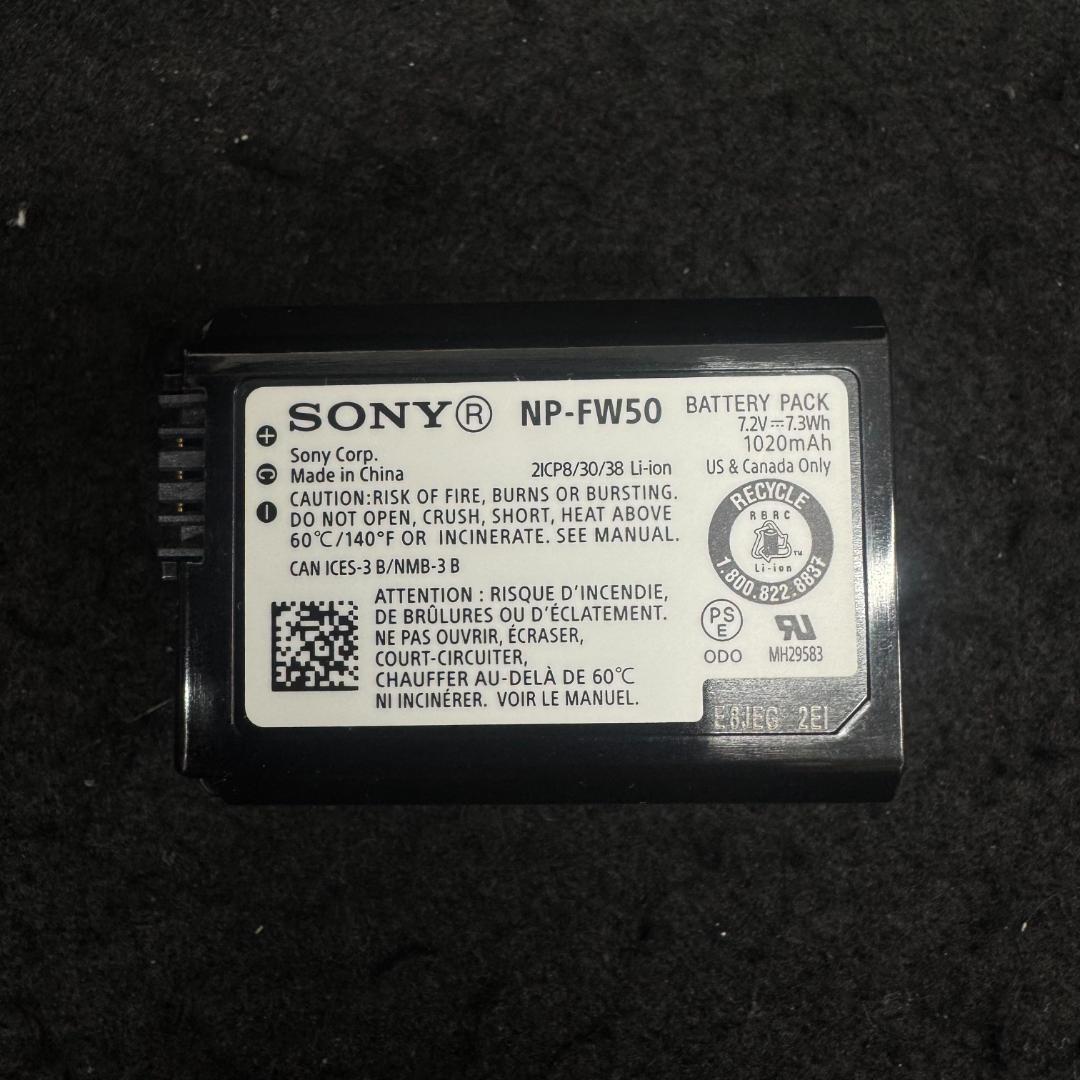 SONY® NP-FW50
BATTERY PACK
7.2V⎓7.3Wh
1020mAh
US & Canada Only
Sony Corp.
Made in China
2ICP8/30/38 Li-ion
CAUTION:RISK OF FIRE, BURNS OR BURSTING.
DO NOT OPEN, CRUSH, SHORT, HEAT ABOVE
60℃/140°F OR INCINERATE. SEE MANUAL.
CAN ICES-3 B/NMB-3 B
ATTENTION : RISQUE D'INCENDIE,
DE BRÛLURES OU D'ÉCLATEMENT.
NE PAS OUVRIR, ÉCRASER,
COURT-CIRCUITER,
CHAUFFER AU-DELÀ DE 60℃
NI INCINÉRER. VOIR LE MANUEL.
+
C
-
RECYCLE
RBRC
Li-ion ™
1.800.822.8837
PS
E
ODO
UR
MH29583
E8JEG 2EI